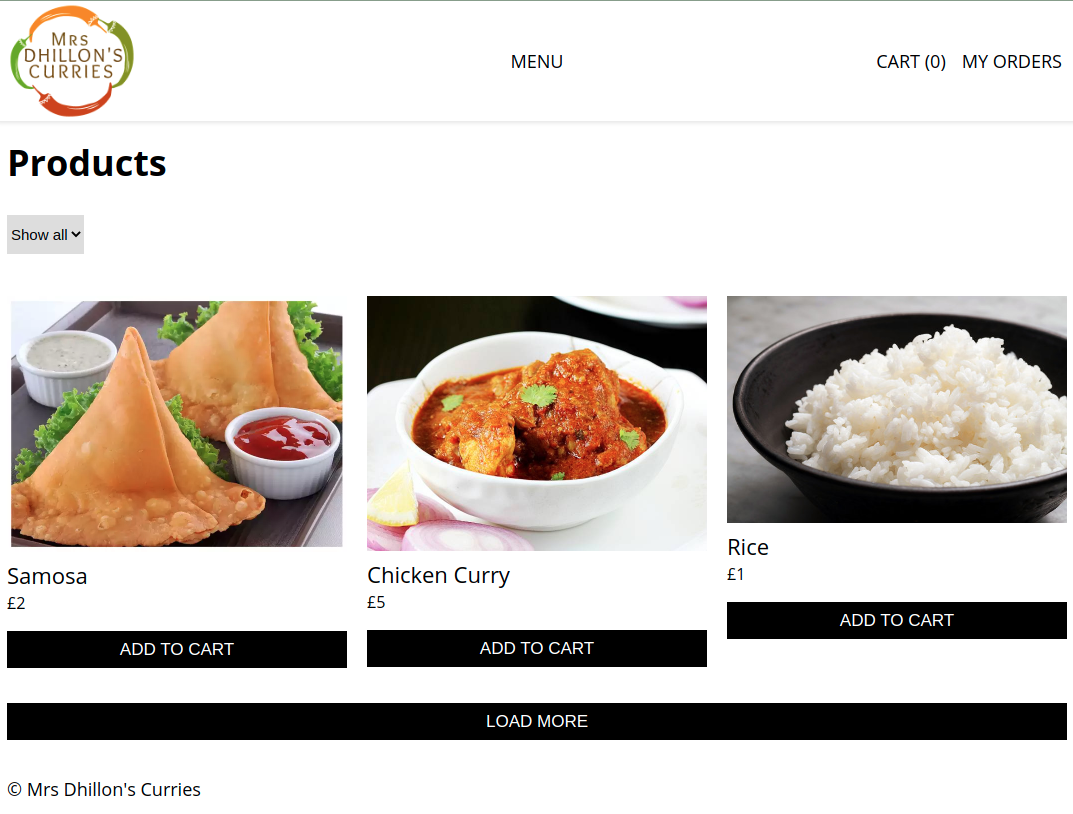 Mrs
DHILLON'S
CURRIES
MENU
CART (0) MY ORDERS
Products
Show all
Samosa
£2
ADD TO CART
Chicken Curry
£5
ADD TO CART
Rice
£1
ADD TO CART
LOAD MORE
© Mrs Dhillon's Curries